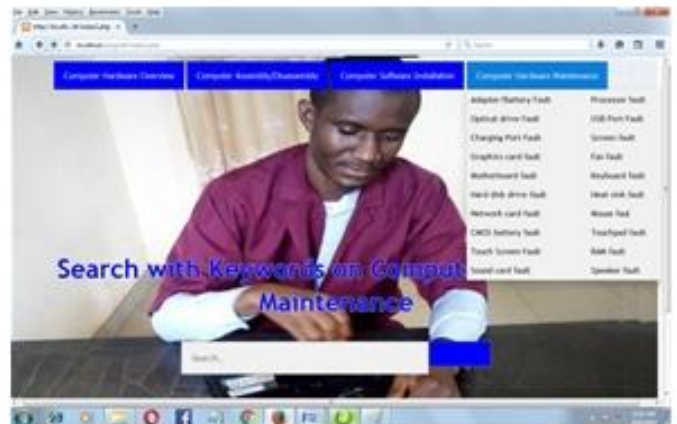 Computer Hardware Overview
Computer Assembly/Disassembly
Computer Software Installation
Computer Hardware Maintenance
Adapter/Battery Fault Processor fault
Optical drive Fault USB Port Fault
Charging Port Fault Screen fault
Graphics card fault Fan fault
Motherboard fault Keyboard fault
Hard disk drive fault Heat sink fault
Network card fault Mouse
CMOS battery fault Touchpad fault
Touch Screen Fault RAM fault
Sound card fault Speaker fault
Search with Keywords on Comput
Maintenance
Search..